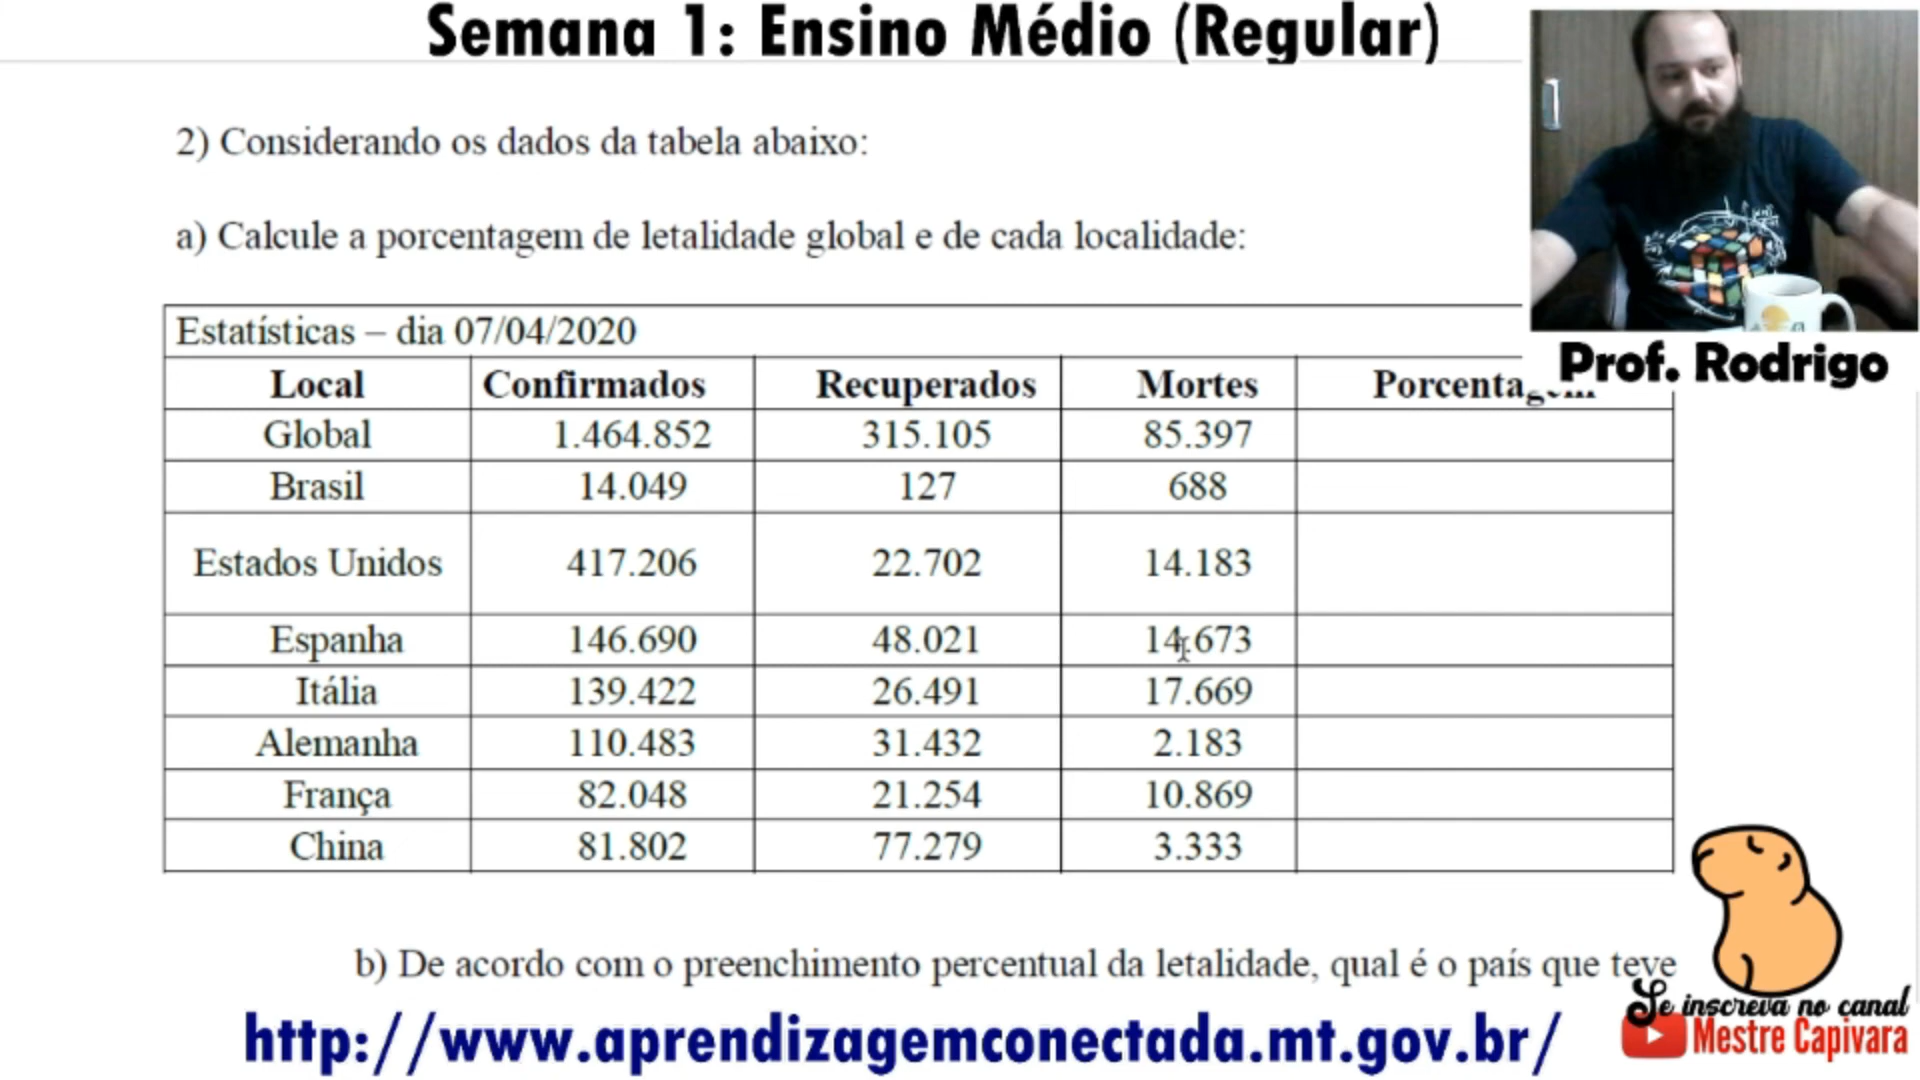 Semana 1: Ensino Médio (Regular)
2) Considerando os dados da tabela abaixo:
a) Calcule a porcentagem de letalidade global e de cada localidade:
Estatísticas – dia 07/04/2020
Prof. Rodrigo
Local Confirmados Recuperados Mortes Porcentagem
Global 1.464.852 315.105 85.397
Brasil 14.049 127 688
Estados Unidos 417.206 22.702 14.183
Espanha 146.690 48.021 14.673
Itália 139.422 26.491 17.669
Alemanha 110.483 31.432 2.183
França 82.048 21.254 10.869
China 81.802 77.279 3.333
b) De acordo com o preenchimento percentual da letalidade, qual é o país que teve
Se inscreva no canal
Mestre Capivara
http://www.aprendizagemconectada.mt.gov.br/